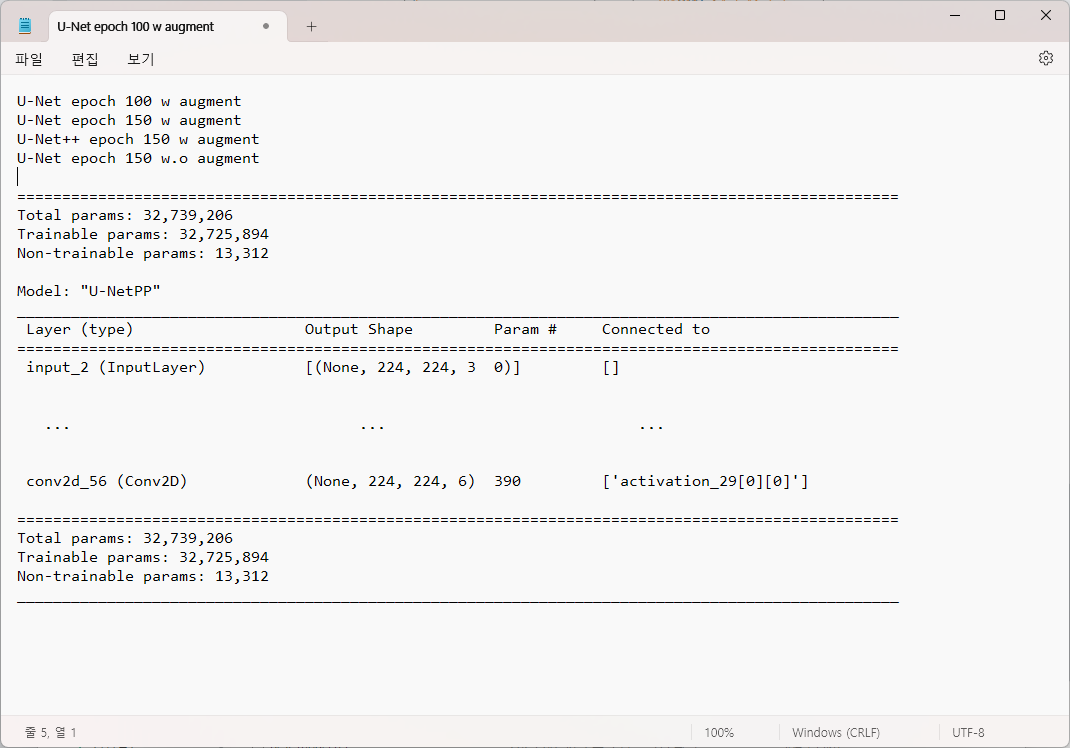 U-Net epoch 100 w augment
파일 편집 보기
U-Net epoch 100 w augment
U-Net epoch 150 w augment
U-Net++ epoch 150 w augment
U-Net epoch 150 w.o augment
==================================================================================================
Total params: 32,739,206
Trainable params: 32,725,894
Non-trainable params: 13,312
Model: "U-NetPP"
__________________________________________________________________________________________________
Layer (type) Output Shape Param # Connected to
==================================================================================================
input_2 (InputLayer) [(None, 224, 224, 3 0)] []
... ... ...
conv2d_56 (Conv2D) (None, 224, 224, 6) 390 ['activation_29[0][0]']
==================================================================================================
Total params: 32,739,206
Trainable params: 32,725,894
Non-trainable params: 13,312
__________________________________________________________________________________________________
줄 5, 열 1 100% Windows (CRLF) UTF-8